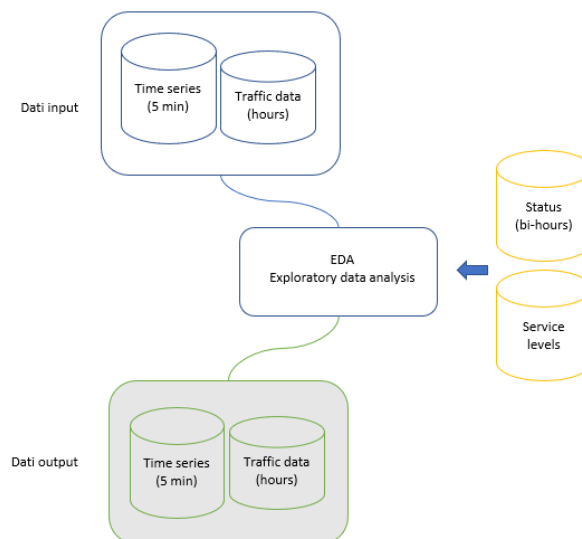 Dati input
Time series
(5 min)
Traffic data
(hours)
Status
(bi-hours)
EDA
Exploratory data analysis
Service
levels
Dati output
Time series
(5 min)
Traffic data
(hours)